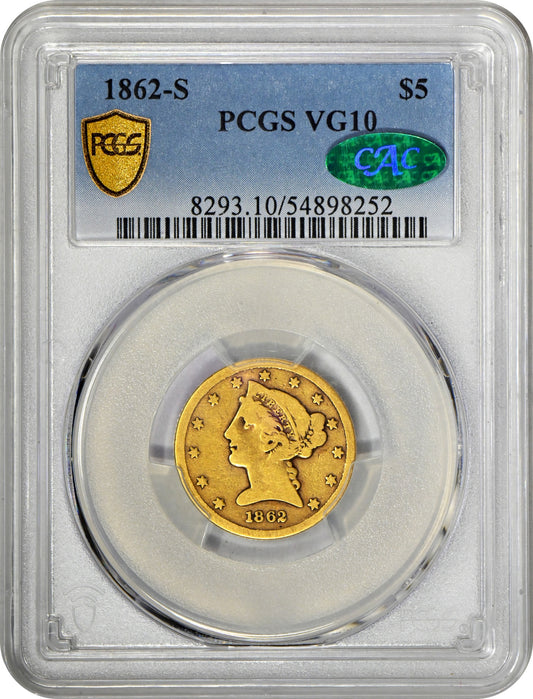 1862-S $5
PCGS VG10
PCGS
CAC
8293.10/54898252
LIBERTY
1862